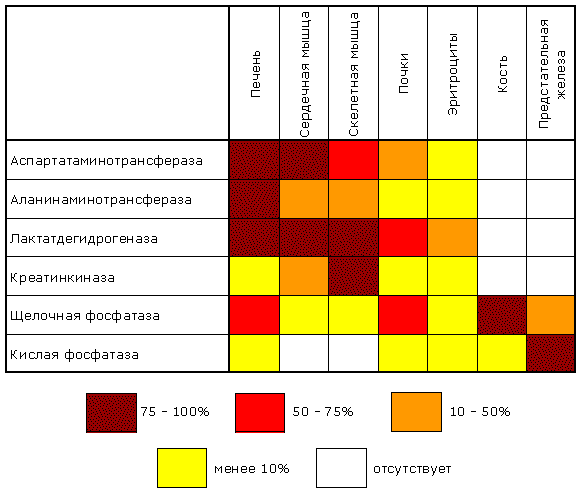 Печень
Сердечная мышца
Скелетная мышца
Почки
Эритроциты
Кость
Предстательная
железа
Аспартатаминотрансфераза
Аланинаминотрансфераза
Лактатдегидрогеназа
Креатинкиназа
Щелочная фосфатаза
Кислая фосфатаза
75 - 100%
50 - 75%
10 - 50%
менее 10%
отсутствует